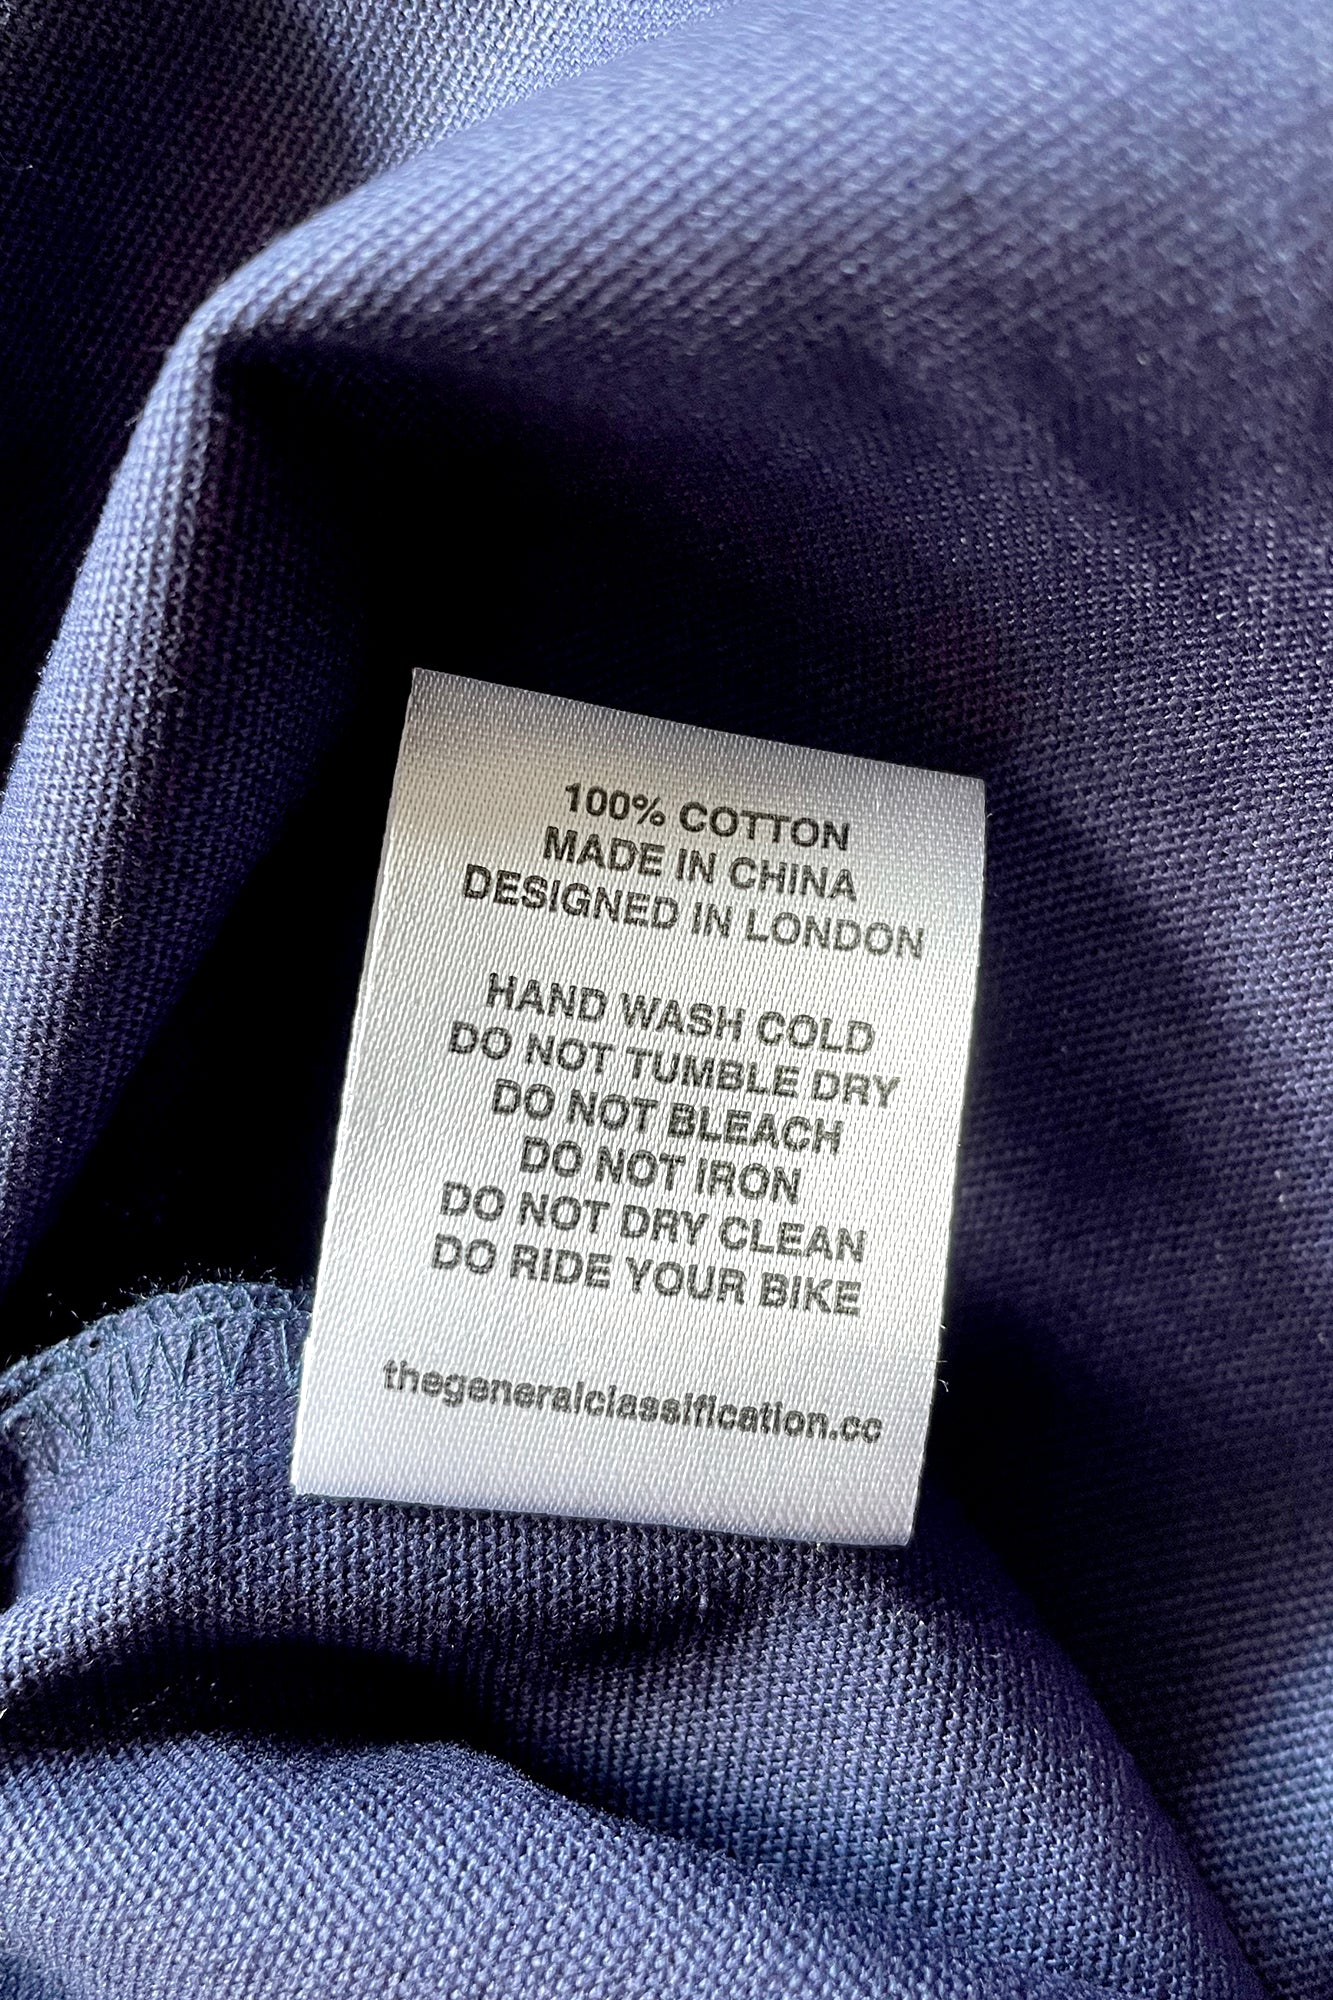 100% COTTON
MADE IN CHINA
DESIGNED IN LONDON
HAND WASH COLD
DO NOT TUMBLE DRY
DO NOT BLEACH
DO NOT IRON
DO NOT DRY CLEAN
DO RIDE YOUR BIKE
thegeneralclassification.cc